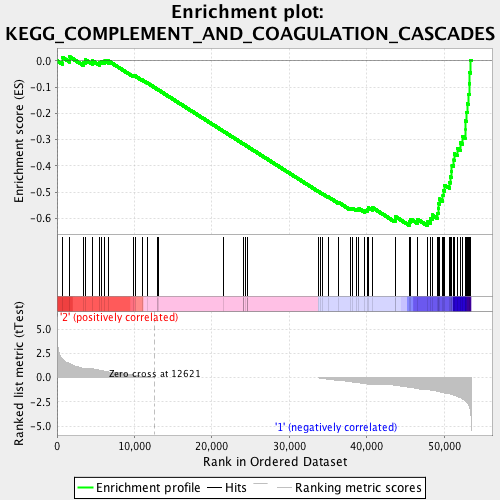 Enrichment plot:
KEGG_COMPLEMENT_AND_COAGULATION_CASCADES
Enrichment score (ES)
0.0
-0.1
-0.2
-0.3
-0.4
-0.5
-0.6
'2' (positively correlated)
Ranked list metric (tTest)
5.0
2.5
0.0
-2.5
-5.0
Zero cross at 12621
'1' (negatively correlated)
0
10,000
20,000
30,000
40,000
50,000
Rank in Ordered Dataset
Enrichment profile
Hits
Ranking metric scores